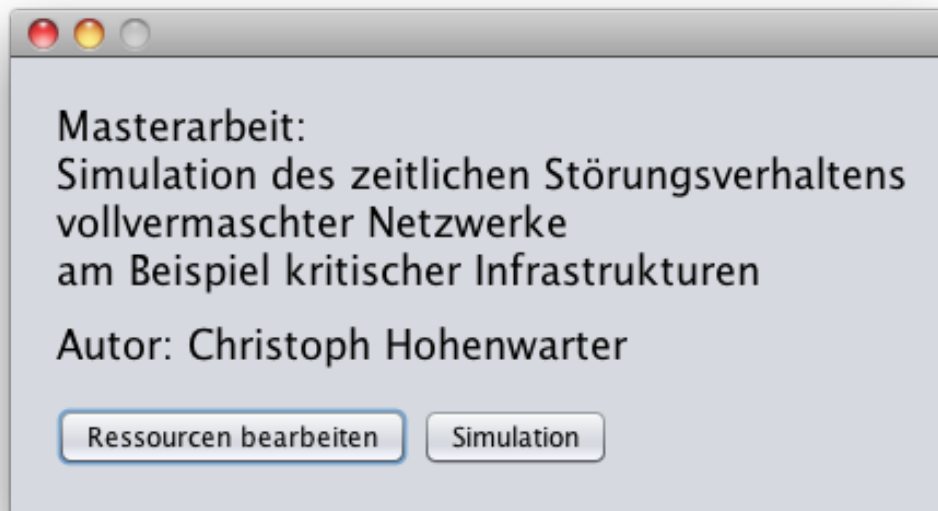 Masterarbeit:
Simulation des zeitlichen Störungsverhaltens
vollvermaschter Netzwerke
am Beispiel kritischer Infrastrukturen
Autor: Christoph Hohenwarter
Ressourcen bearbeiten
Simulation